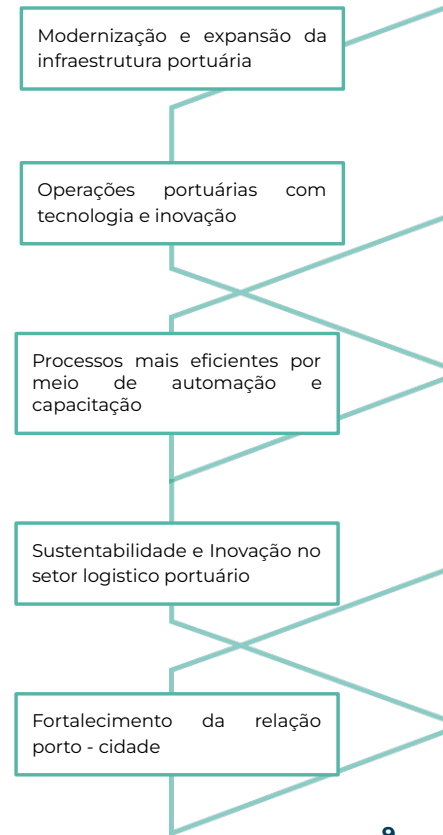 Modernização e expansão da
infraestrutura portuária
Operações portuárias com
tecnologia e inovação
Processos mais eficientes por
meio de automação e
capacitação
Sustentabilidade e Inovação no
setor logistico portuário
Fortalecimento da relação
porto - cidade